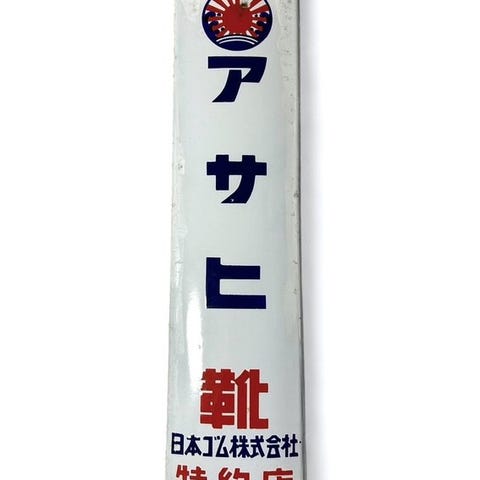 アサヒ
靴
日本ゴム株式会社
特約店